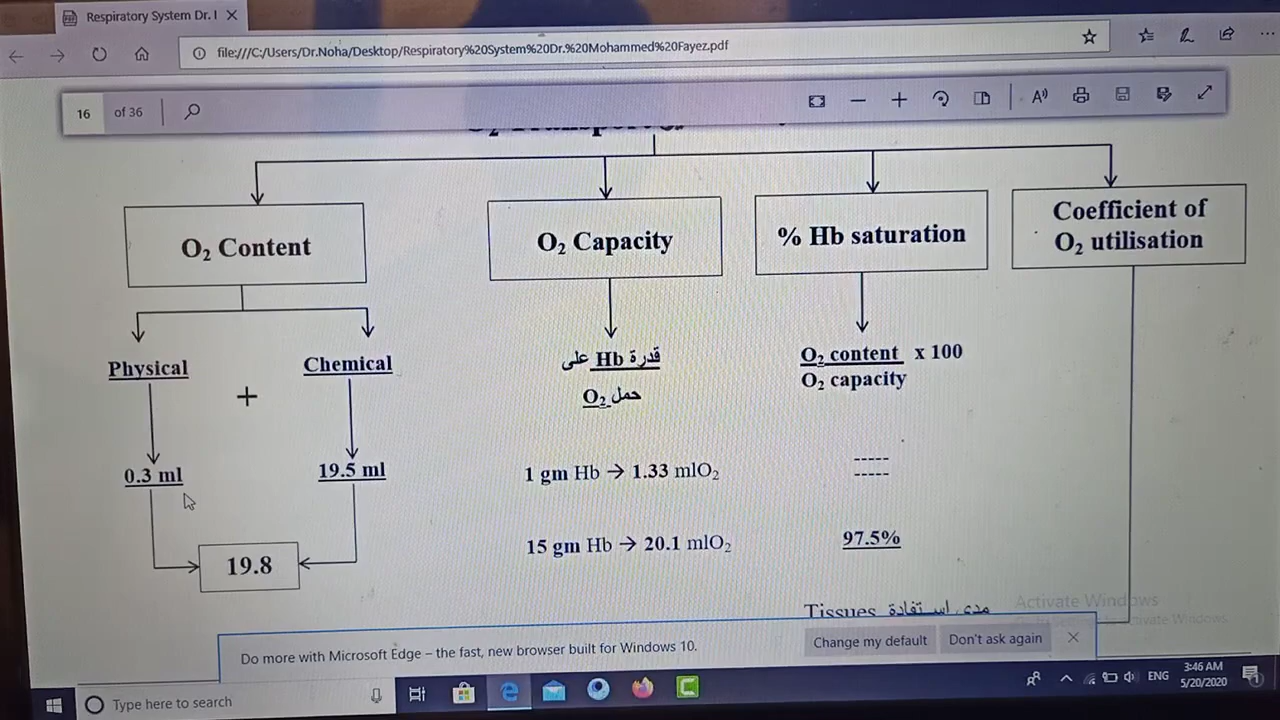 Respiratory System Dr. I
file:///C:/Users/Dr.Noha/Desktop/Respiratory%20System%20Dr.%20Mohammed%20Fayez.pdf
16 of 36
O₂ Content
O₂ Capacity
% Hb saturation
Coefficient of
O₂ utilisation
Physical
+
Chemical
قدرة Hb على
حمل O₂
O₂ content x 100
O₂ capacity
0.3 ml
19.5 ml
1 gm Hb → 1.33 mlO₂
-----
-----
19.8
15 gm Hb → 20.1 mlO₂
97.5%
مدى استفادة Tissues
Activate Windows
Do more with Microsoft Edge – the fast, new browser built for Windows 10.
Change my default
Don't ask again
Type here to search
ENG
3:46 AM
5/20/2020